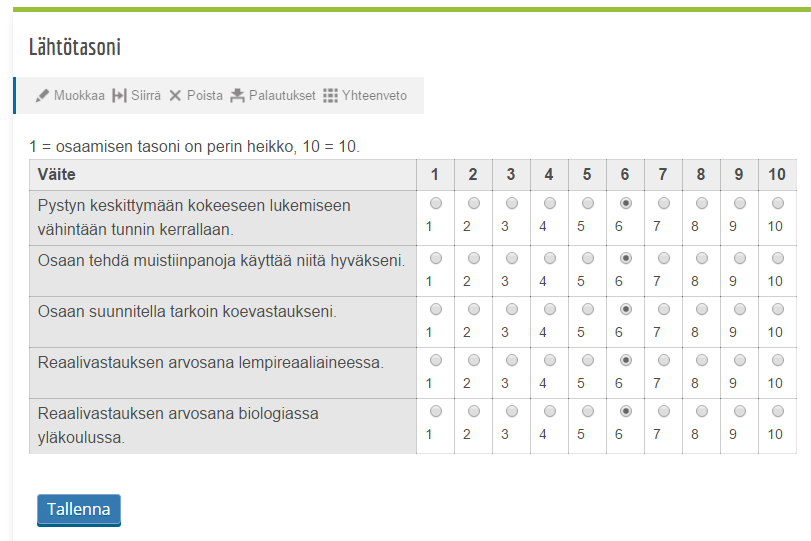 Lähtötasoni
Muokkaa Siirrä Poista Palautukset Yhteenveto
1 = osaamisen tasoni on perin heikko, 10 = 10.
Väite 1 2 3 4 5 6 7 8 9 10
Pystyn keskittymään kokeeseen lukemiseen
vähintään tunnin kerrallaan.
1 2 3 4 5 6 7 8 9 10
Osaan tehdä muistiinpanoja käyttää niitä hyväkseni.
1 2 3 4 5 6 7 8 9 10
Osaan suunnitella tarkoin koevastaukseni.
1 2 3 4 5 6 7 8 9 10
Reaalivastauksen arvosana lempireaaliaineessa.
1 2 3 4 5 6 7 8 9 10
Reaalivastauksen arvosana biologiassa
yläkoulussa.
1 2 3 4 5 6 7 8 9 10
Tallenna